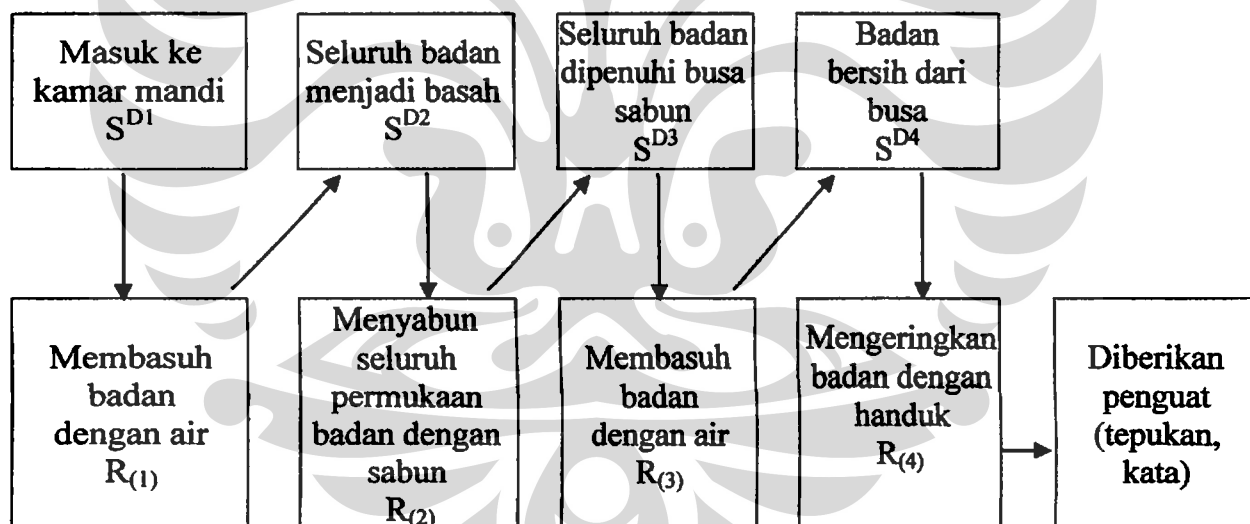 Masuk ke
kamar mandi
S^D1
Seluruh badan
menjadi basah
S^D2
Seluruh badan
dipenuhi busa
sabun
S^D3
Badan
bersih dari
busa
S^D4
Membasuh
badan
dengan air
R(1)
Menyabun
seluruh
permukaan
badan dengan
sabun
R(2)
Membasuh
badan
dengan air
R(3)
Mengeringkan
badan dengan
handuk
R(4)
Diberikan
penguat
(tepukan,
kata)